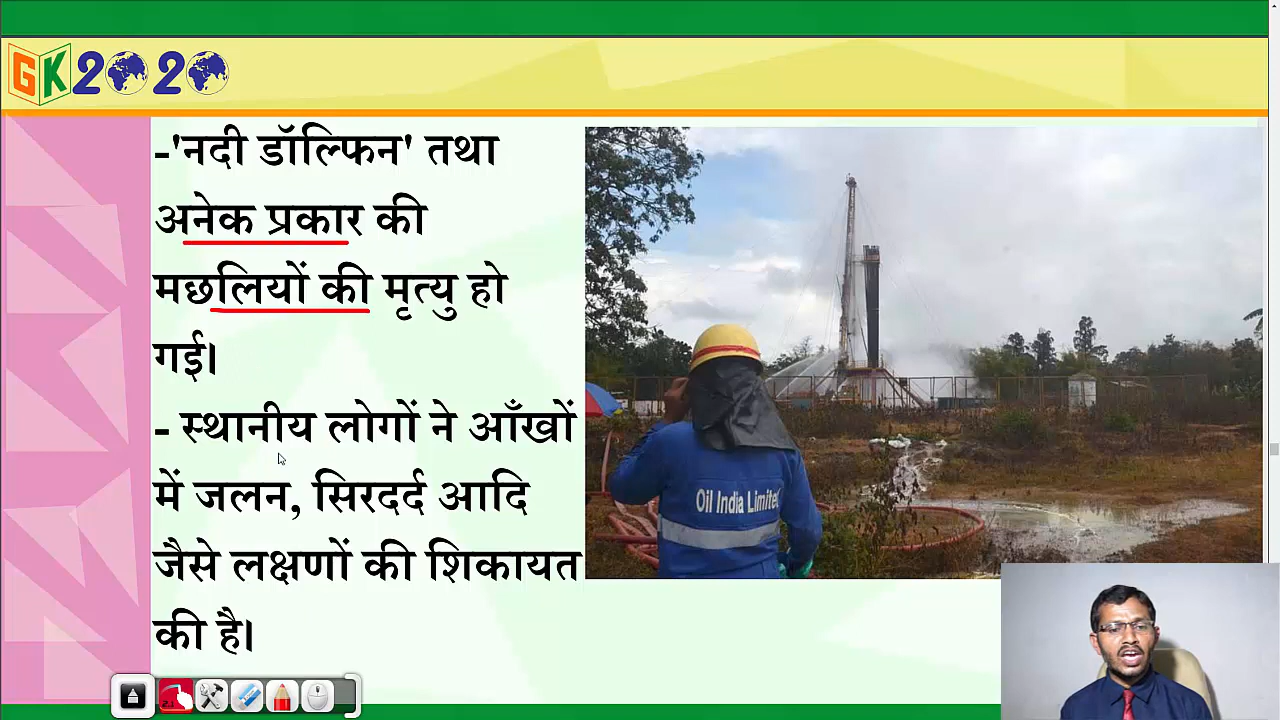 GK2020
-'नदी डॉल्फिन' तथा
अनेक प्रकार की
मछलियों की मृत्यु हो
गई।
- स्थानीय लोगों ने आँखों
में जलन, सिरदर्द आदि
जैसे लक्षणों की शिकायत
की है।
Oil India Limited